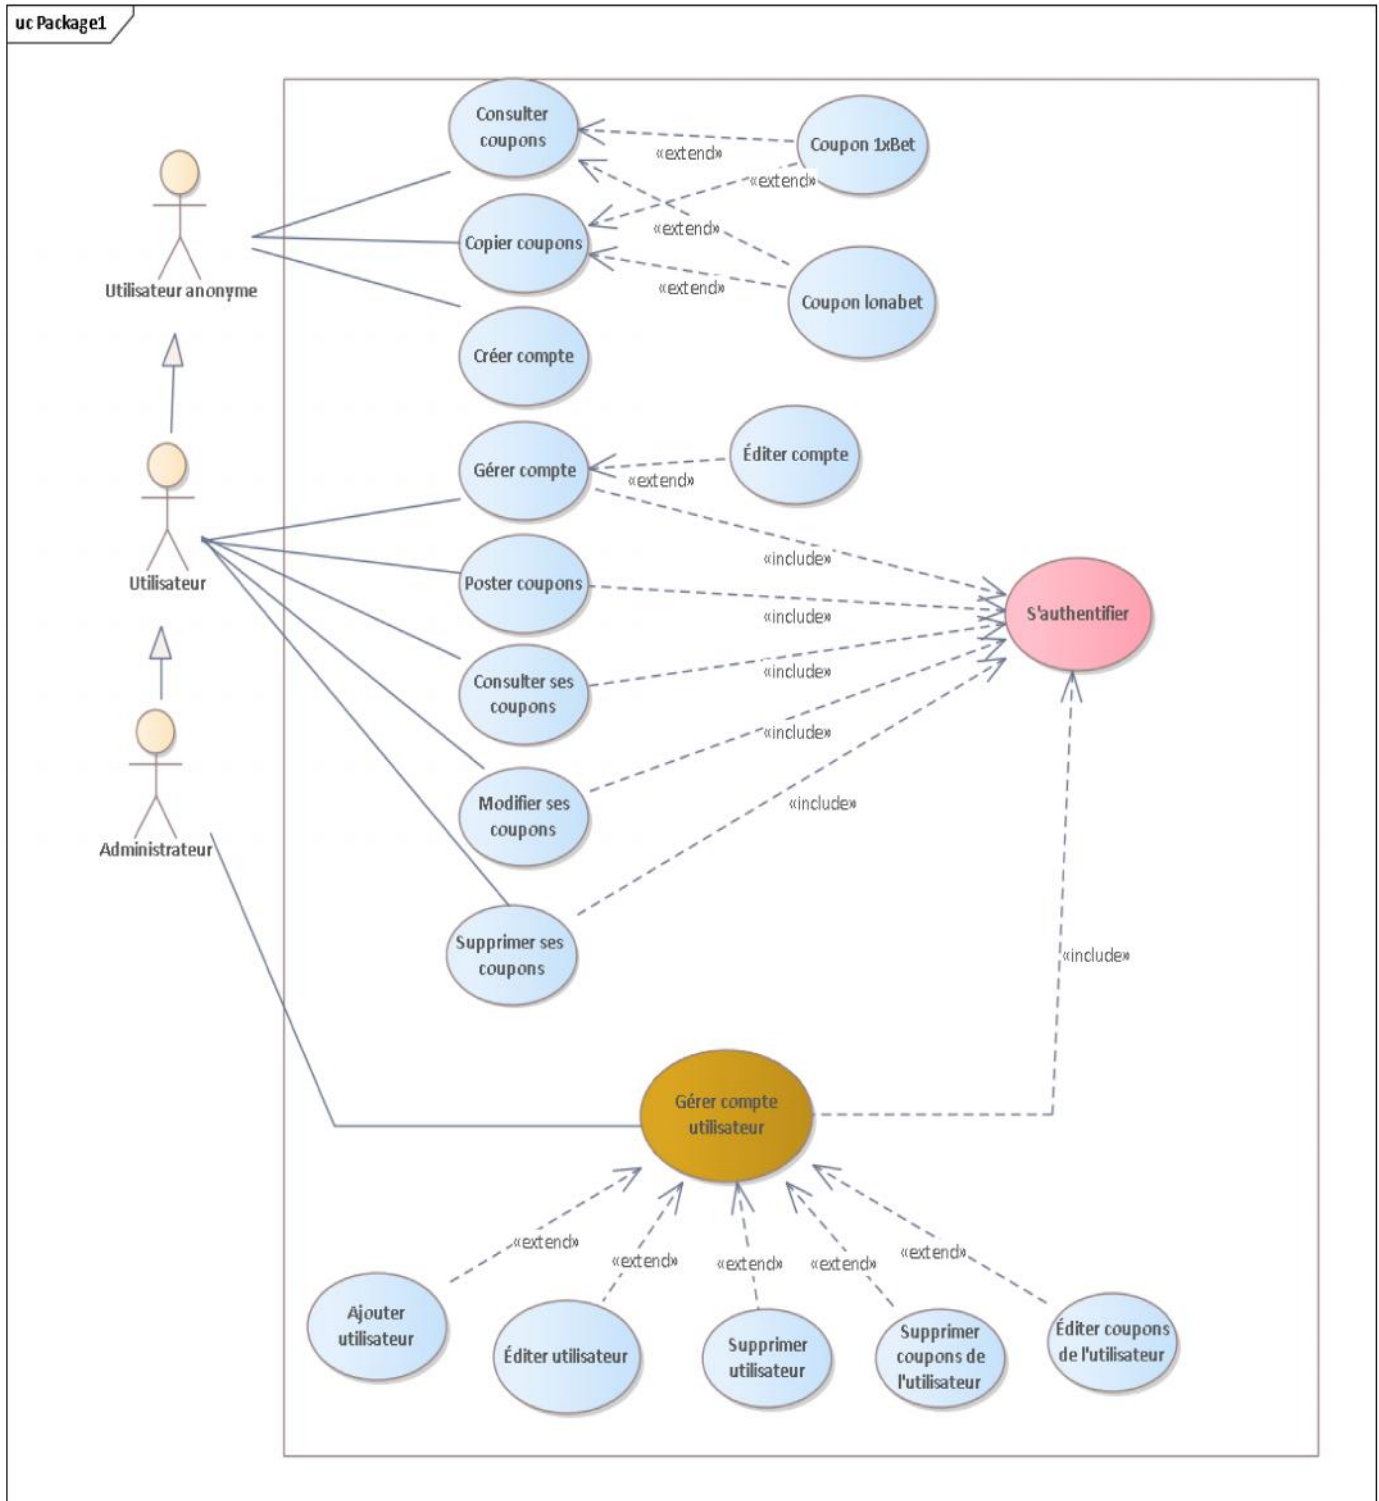 uc Package1
Consulter
coupons
Coupon 1xBet
«extend»
«extend»
Copier coupons
«extend»
Utilisateur anonyme
«extend»
Coupon lonabet
Créer compte
Gérer compte
Éditer compte
«extend»
«include»
Utilisateur
Poster coupons
«include»
S'authentifier
Consulter ses
coupons
«include»
«include»
Modifier ses
coupons
«include»
Administrateur
Supprimer ses
coupons
«include»
Gérer compte
utilisateur
«extend»
«extend»
«extend»
«extend»
«extend»
Ajouter
utilisateur
Éditer utilisateur
Supprimer
utilisateur
Supprimer
coupons de
l'utilisateur
Éditer coupons
de l'utilisateur